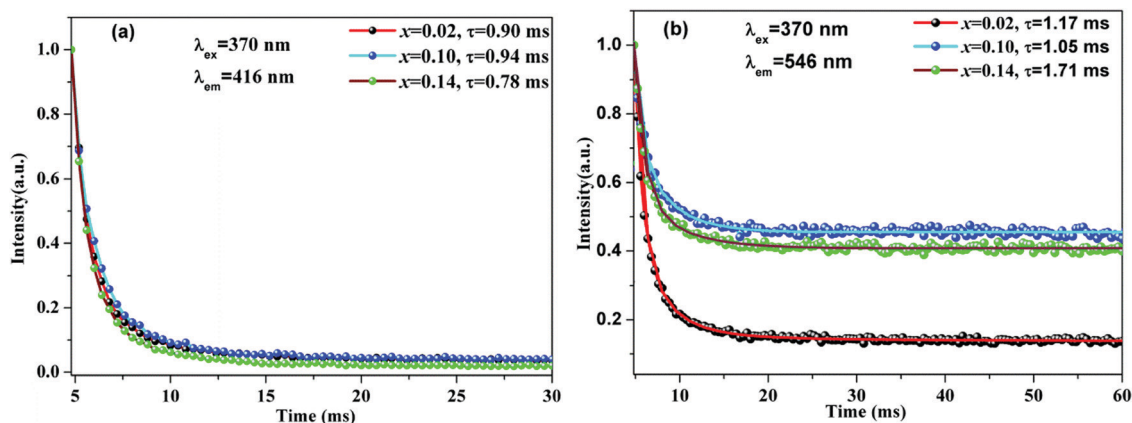 (a)
λex=370 nm
λem=416 nm
x=0.02, τ=0.90 ms
x=0.10, τ=0.94 ms
x=0.14, τ=0.78 ms
Intensity(a.u.)
1.0
0.8
0.6
0.4
0.2
0.0
5 10 15 20 25 30
Time (ms)
(b)
λex=370 nm
λem=546 nm
x=0.02, τ=1.17 ms
x=0.10, τ=1.05 ms
x=0.14, τ=1.71 ms
Intensity(a.u.)
1.0
0.8
0.6
0.4
0.2
10 20 30 40 50 60
Time (ms)